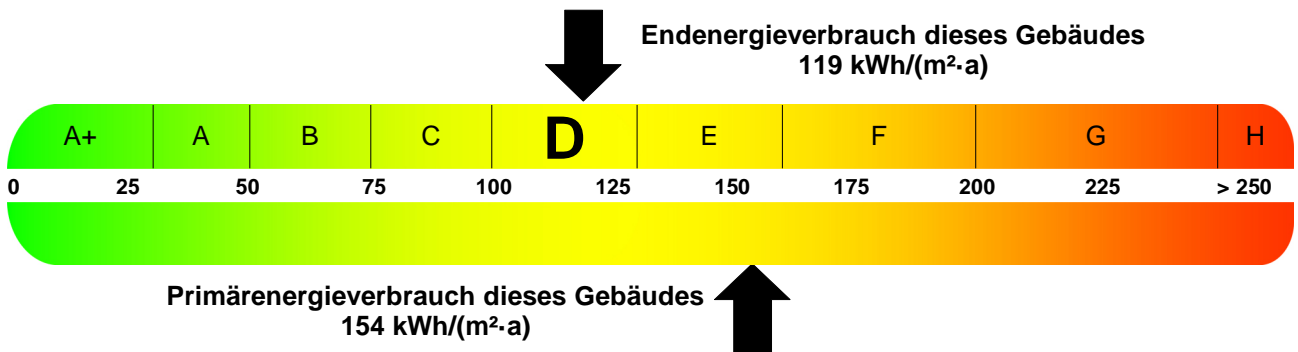 Endenergieverbrauch dieses Gebäudes
119 kWh/(m²·a)
A+ A B C D E F G H
0 25 50 75 100 125 150 175 200 225 > 250
Primärenergieverbrauch dieses Gebäudes
154 kWh/(m²·a)